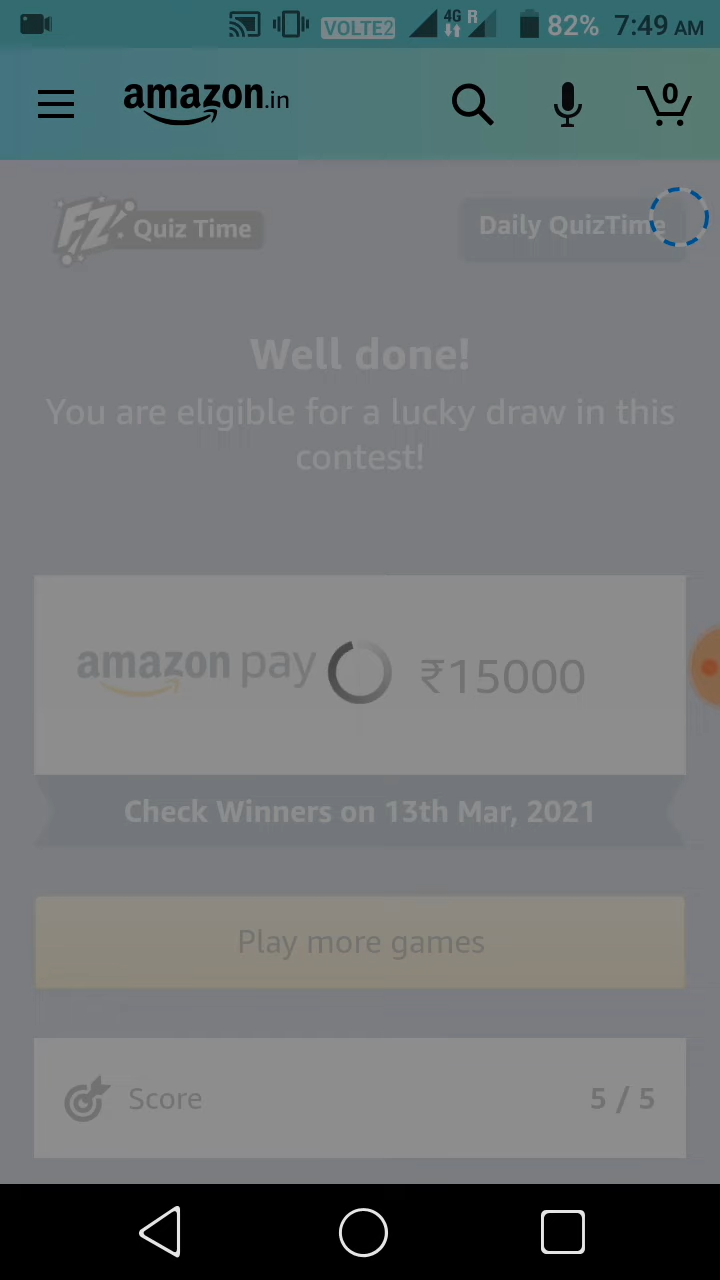 VOLTE2 4G R 82% 7:49 AM
amazon.in 0
FZ. Quiz Time Daily QuizTime
Well done!
You are eligible for a lucky draw in this
contest!
amazon pay ₹15000
Check Winners on 13th Mar, 2021
Play more games
Score 5 / 5